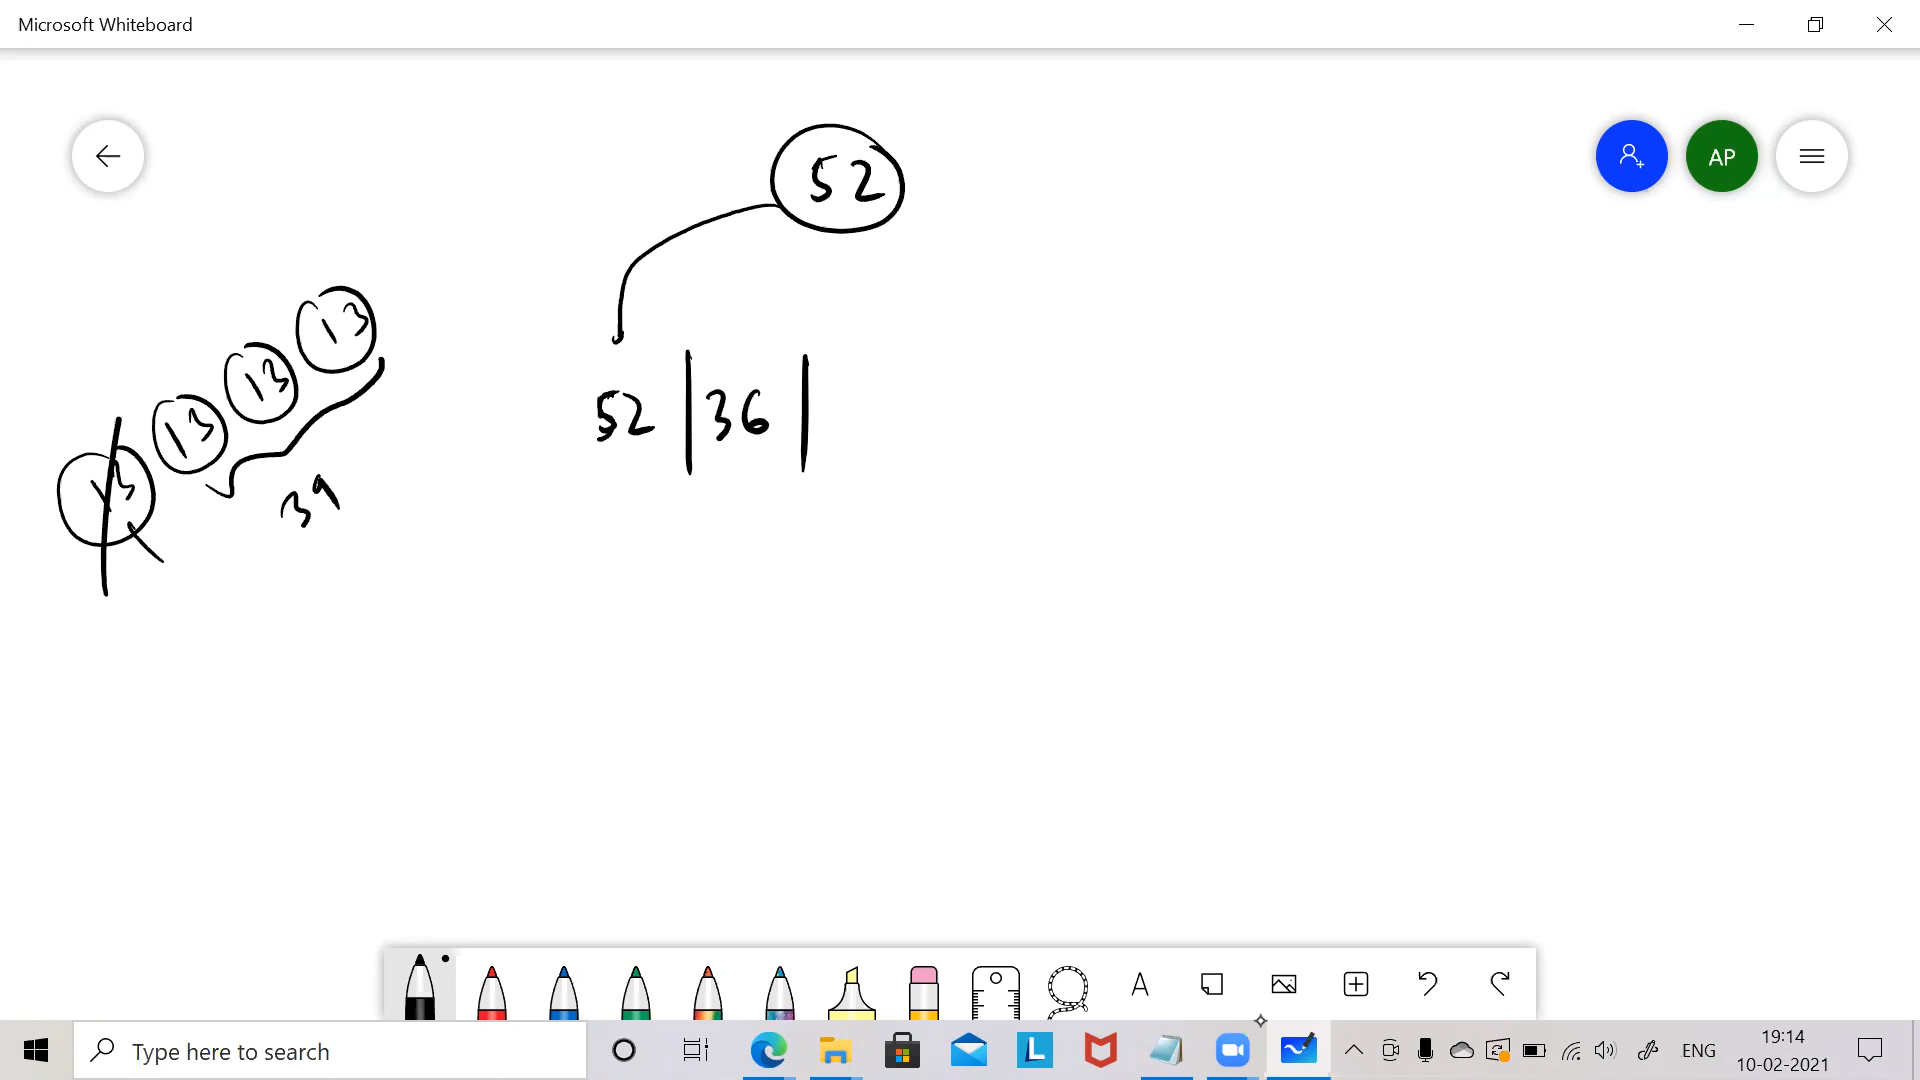 Microsoft Whiteboard
AP
52
13
13
13
13
39
52 | 36 |
A
Type here to search
L
ENG
19:14
10-02-2021